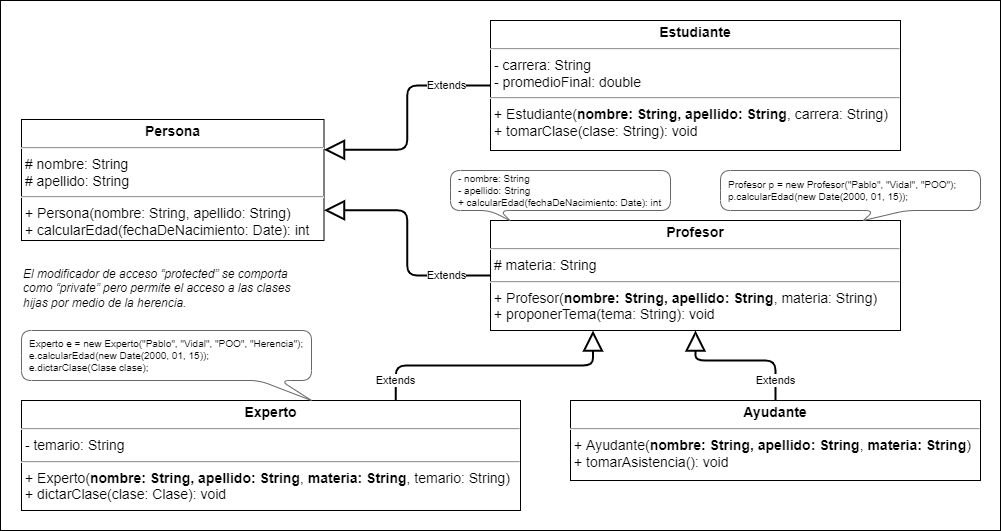 Estudiante
- carrera: String
- promedioFinal: double
+ Estudiante(nombre: String, apellido: String, carrera: String)
+ tomarClase(clase: String): void
Extends
Persona
# nombre: String
# apellido: String
+ Persona(nombre: String, apellido: String)
+ calcularEdad(fechaDeNacimiento: Date): int
- nombre: String
- apellido: String
+ calcularEdad(fechaDeNacimiento: Date): int
Profesor p = new Profesor("Pablo", "Vidal", "POO");
p.calcularEdad(new Date(2000, 01, 15));
Profesor
# materia: String
+ Profesor(nombre: String, apellido: String, materia: String)
+ proponerTema(tema: String): void
Extends
El modificador de acceso “protected” se comporta
como “private” pero permite el acceso a las clases
hijas por medio de la herencia.
Experto e = new Experto("Pablo", "Vidal", "POO", "Herencia");
e.calcularEdad(new Date(2000, 01, 15));
e.dictarClase(Clase clase);
Extends
Extends
Experto
- temario: String
+ Experto(nombre: String, apellido: String, materia: String, temario: String)
+ dictarClase(clase: Clase): void
Ayudante
+ Ayudante(nombre: String, apellido: String, materia: String)
+ tomarAsistencia(): void